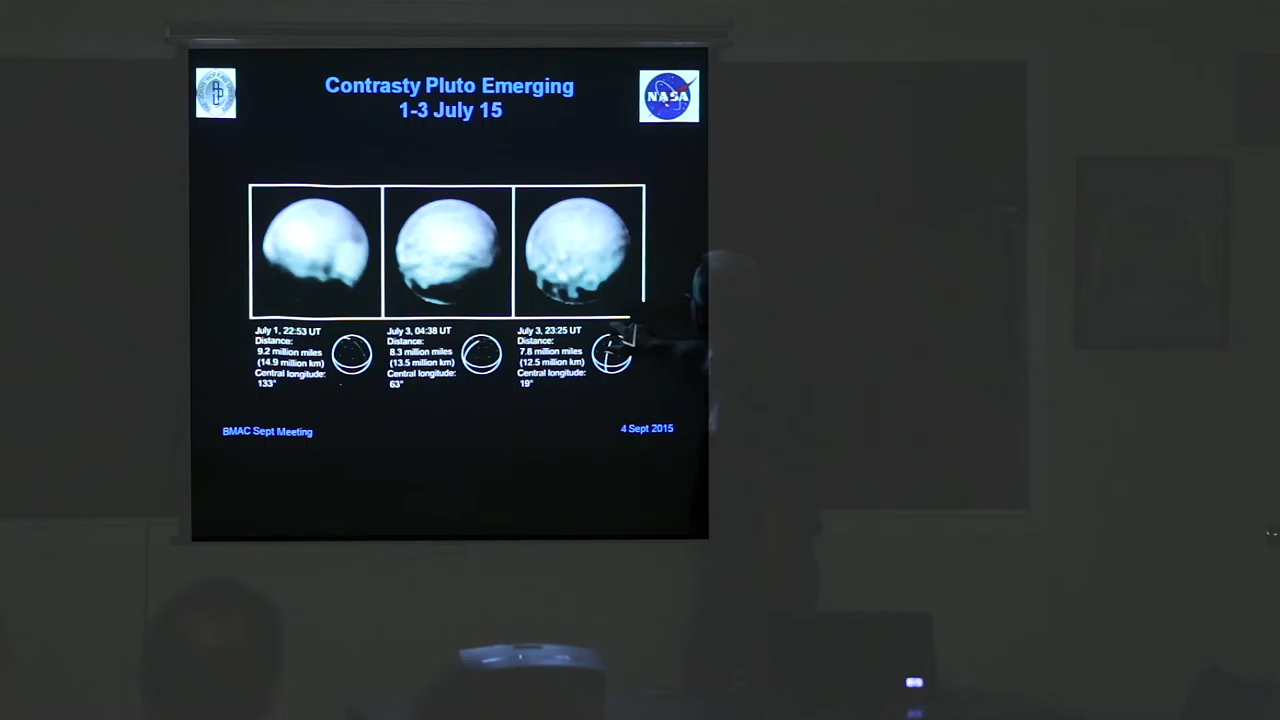 Contrasty Pluto Emerging
1-3 July 15
NASA
July 1, 22:53 UT
Distance:
9.2 million miles
(14.9 million km)
Central longitude:
133°
July 3, 04:38 UT
Distance:
8.3 million miles
(13.5 million km)
Central longitude:
63°
July 3, 23:25 UT
Distance:
7.8 million miles
(12.5 million km)
Central longitude:
19°
BMAC Sept Meeting
4 Sept 2015